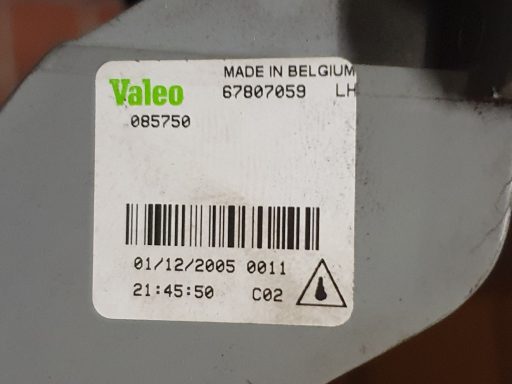 Valeo
MADE IN BELGIUM
67807059 LH
085750
01/12/2005 0011
21:45:50 C02